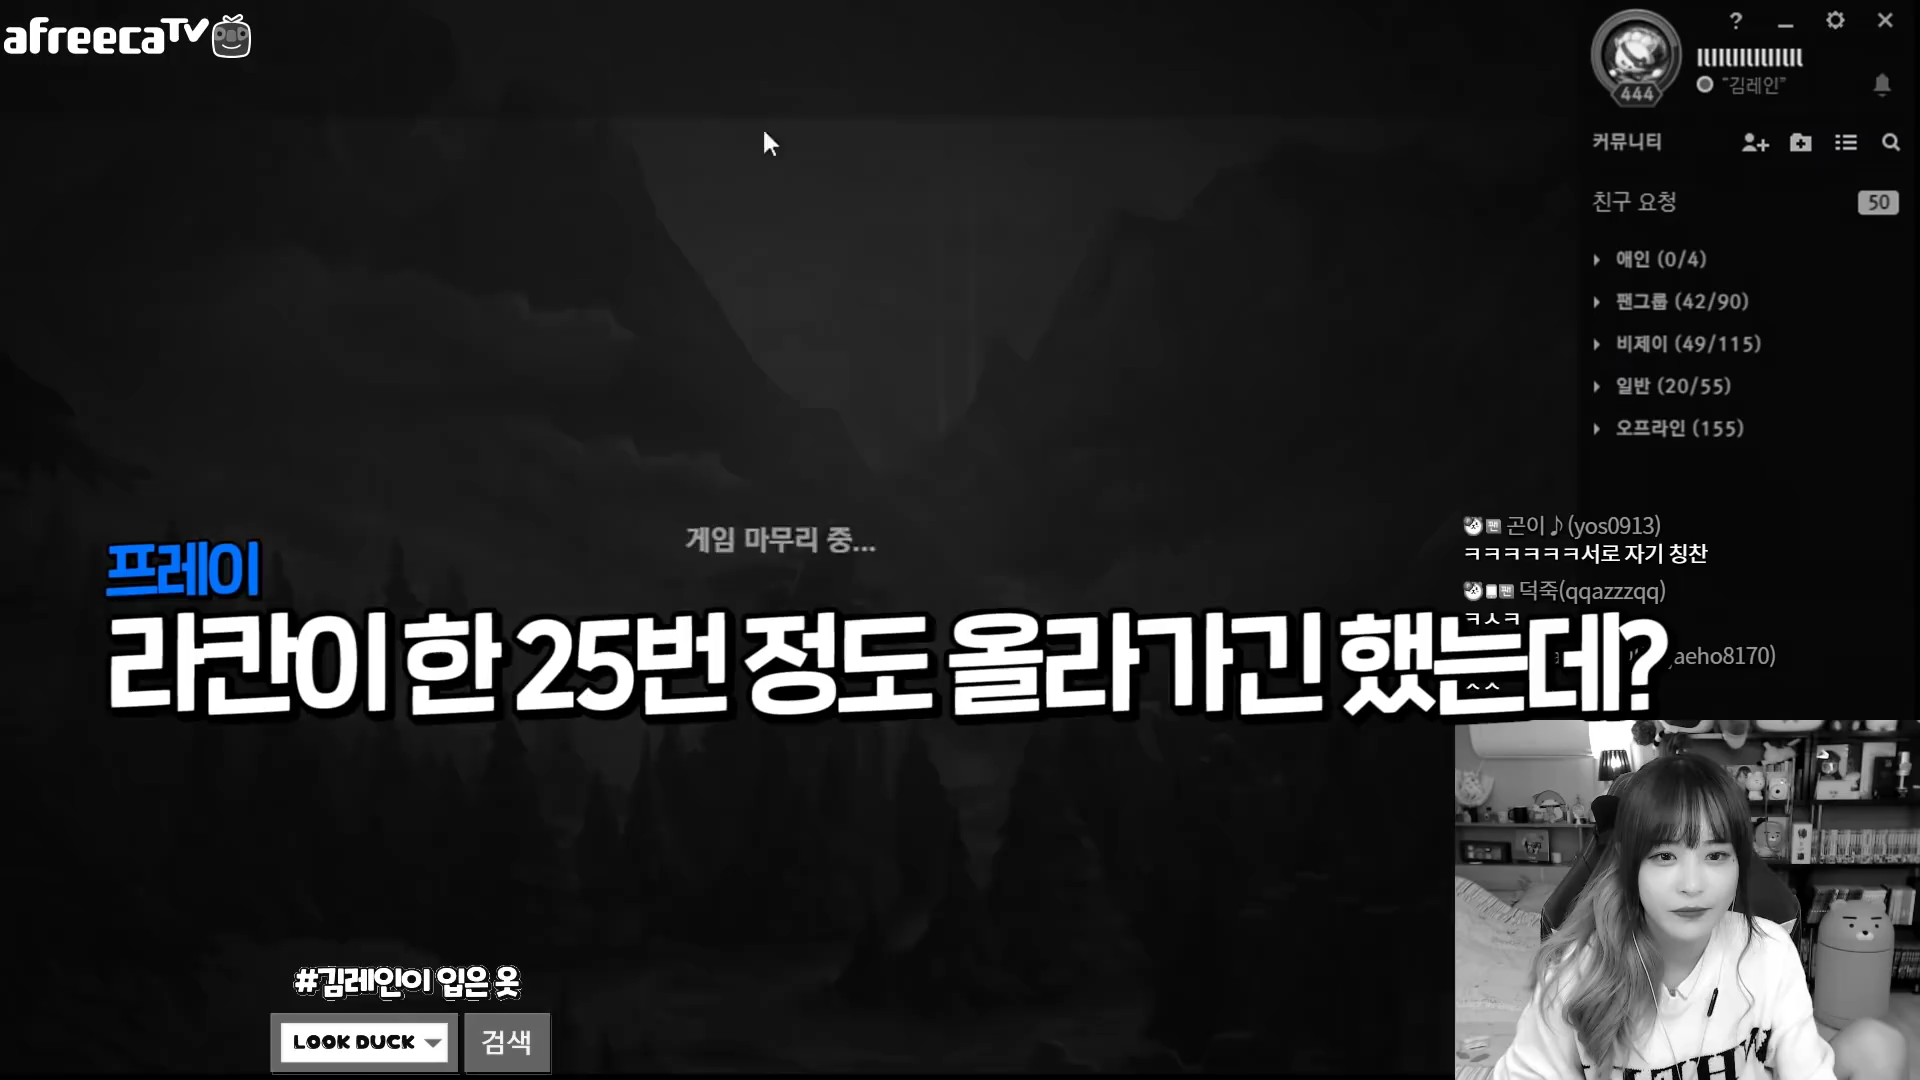 afreecaTV
444
"김레인"
커뮤니티
친구 요청 50
애인 (0/4)
팬그룹 (42/90)
비제이 (49/115)
일반 (20/55)
오프라인 (155)
게임 마무리 중...
곤이♪(yos0913)
ㅋㅋㅋㅋㅋㅋ서로 자기 칭찬
덕죽(qqazzzqq)
ㅋㅅㅋ
aeho8170)
^^
프레이
라칸이 한 25번 정도 올라가긴 했는데?
#김레인이 입은 옷
LOOK DUCK 검색